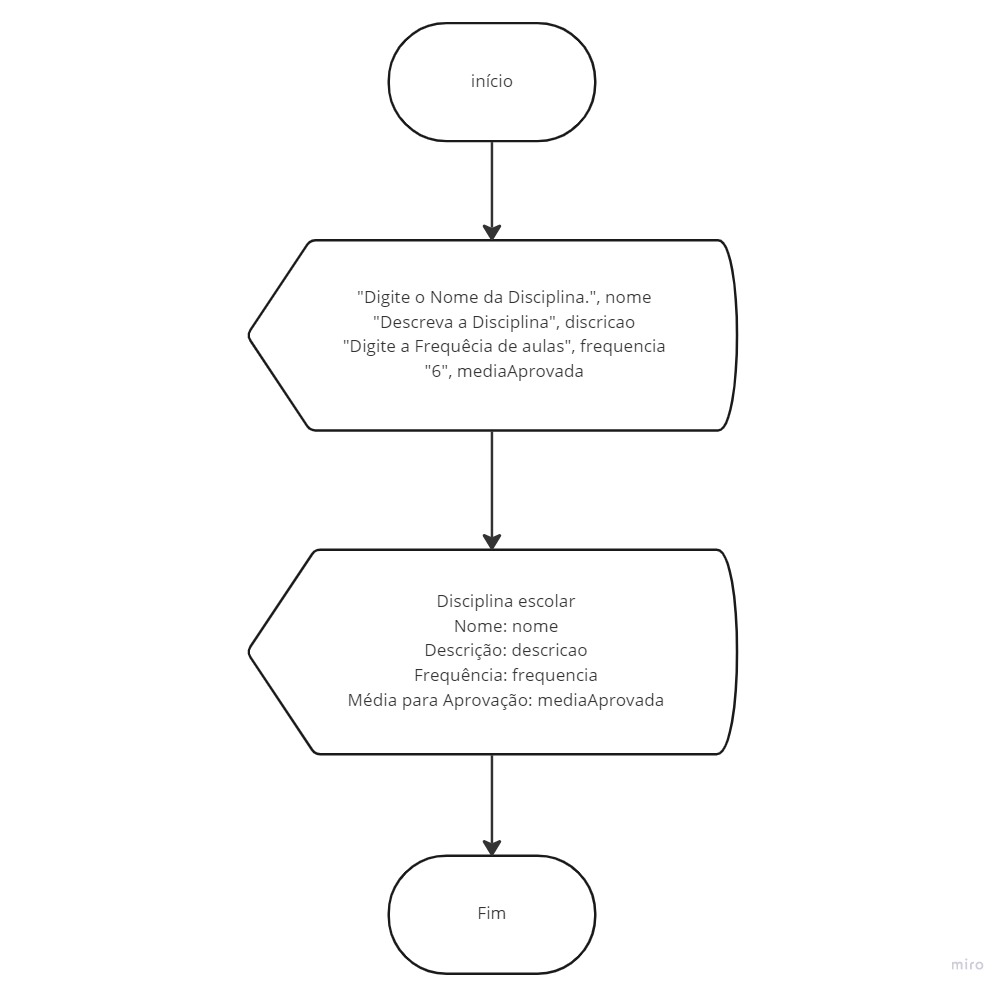 início
"Digite o Nome da Disciplina.", nome
"Descreva a Disciplina", discricao
"Digite a Frequêcia de aulas", frequencia
"6", mediaAprovada
Disciplina escolar
Nome: nome
Descrição: descricao
Frequência: frequencia
Média para Aprovação: mediaAprovada
Fim
miro